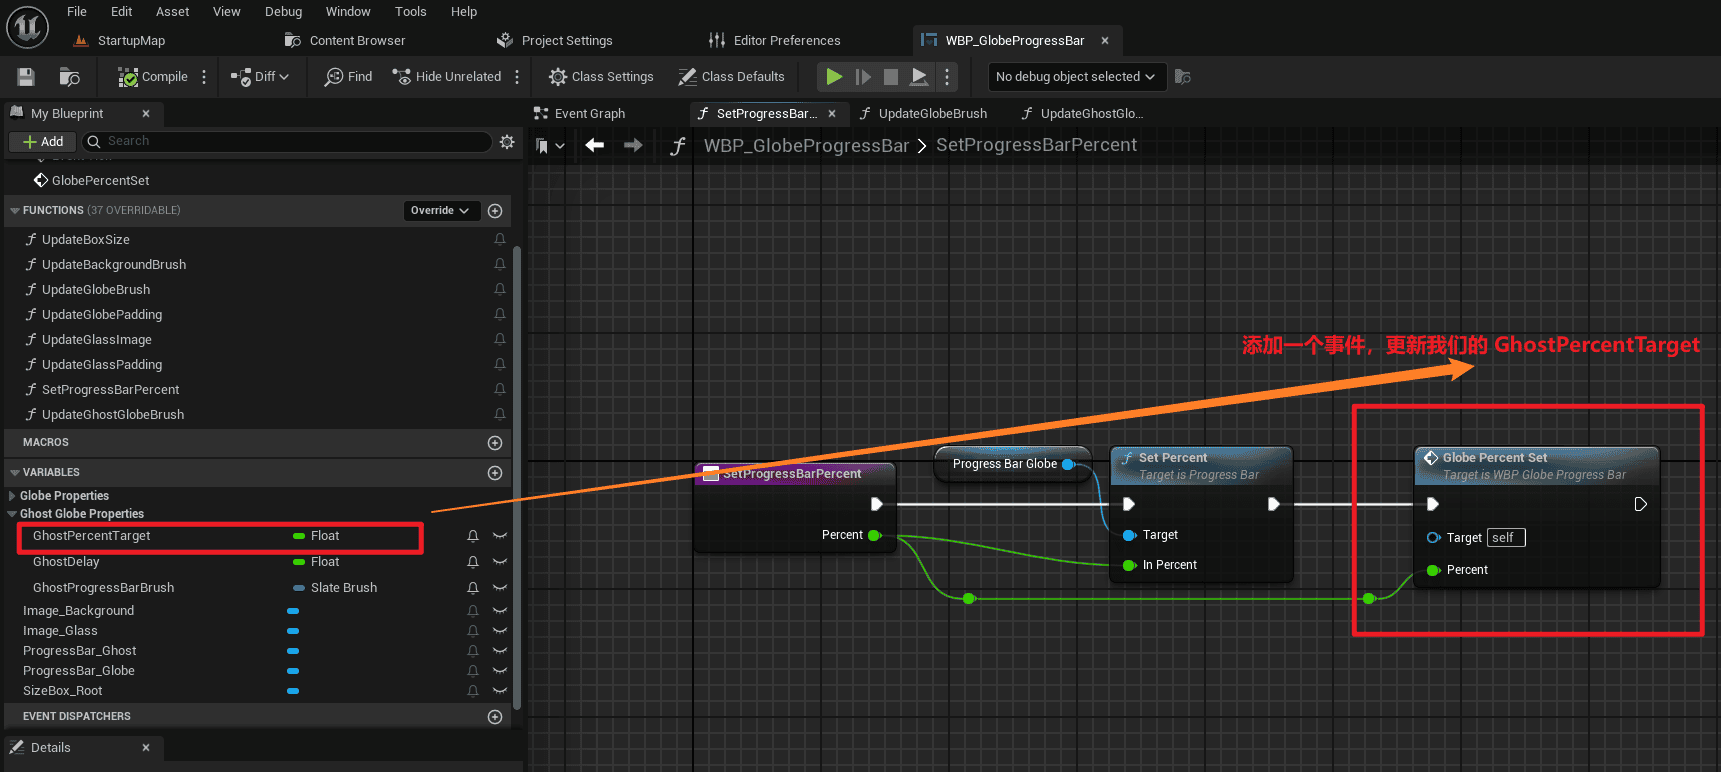 File Edit Asset View Debug Window Tools Help
StartupMap Content Browser Project Settings Editor Preferences WBP_GlobeProgressBar
Compile Diff Find Hide Unrelated Class Settings Class Defaults No debug object selected
My Blueprint
Event Graph SetProgressBar... UpdateGlobeBrush UpdateGhostGlo...
Add Search
WBP_GlobeProgressBar > SetProgressBarPercent
GlobePercentSet
FUNCTIONS (37 OVERRIDABLE) Override
UpdateBoxSize
UpdateBackgroundBrush
UpdateGlobeBrush
UpdateGlobePadding
UpdateGlassImage
UpdateGlassPadding
SetProgressBarPercent
UpdateGhostGlobeBrush
MACROS
VARIABLES
Globe Properties
Ghost Globe Properties
GhostPercentTarget Float
GhostDelay Float
GhostProgressBarBrush Slate Brush
Image_Background
Image_Glass
ProgressBar_Ghost
ProgressBar_Globe
SizeBox_Root
EVENT DISPATCHERS
Details
添加一个事件，更新我们的 GhostPercentTarget
SetProgressBarPercent
Percent
Progress Bar Globe
Set Percent
Target is Progress Bar
Target
In Percent
Globe Percent Set
Target is WBP Globe Progress Bar
Target self
Percent